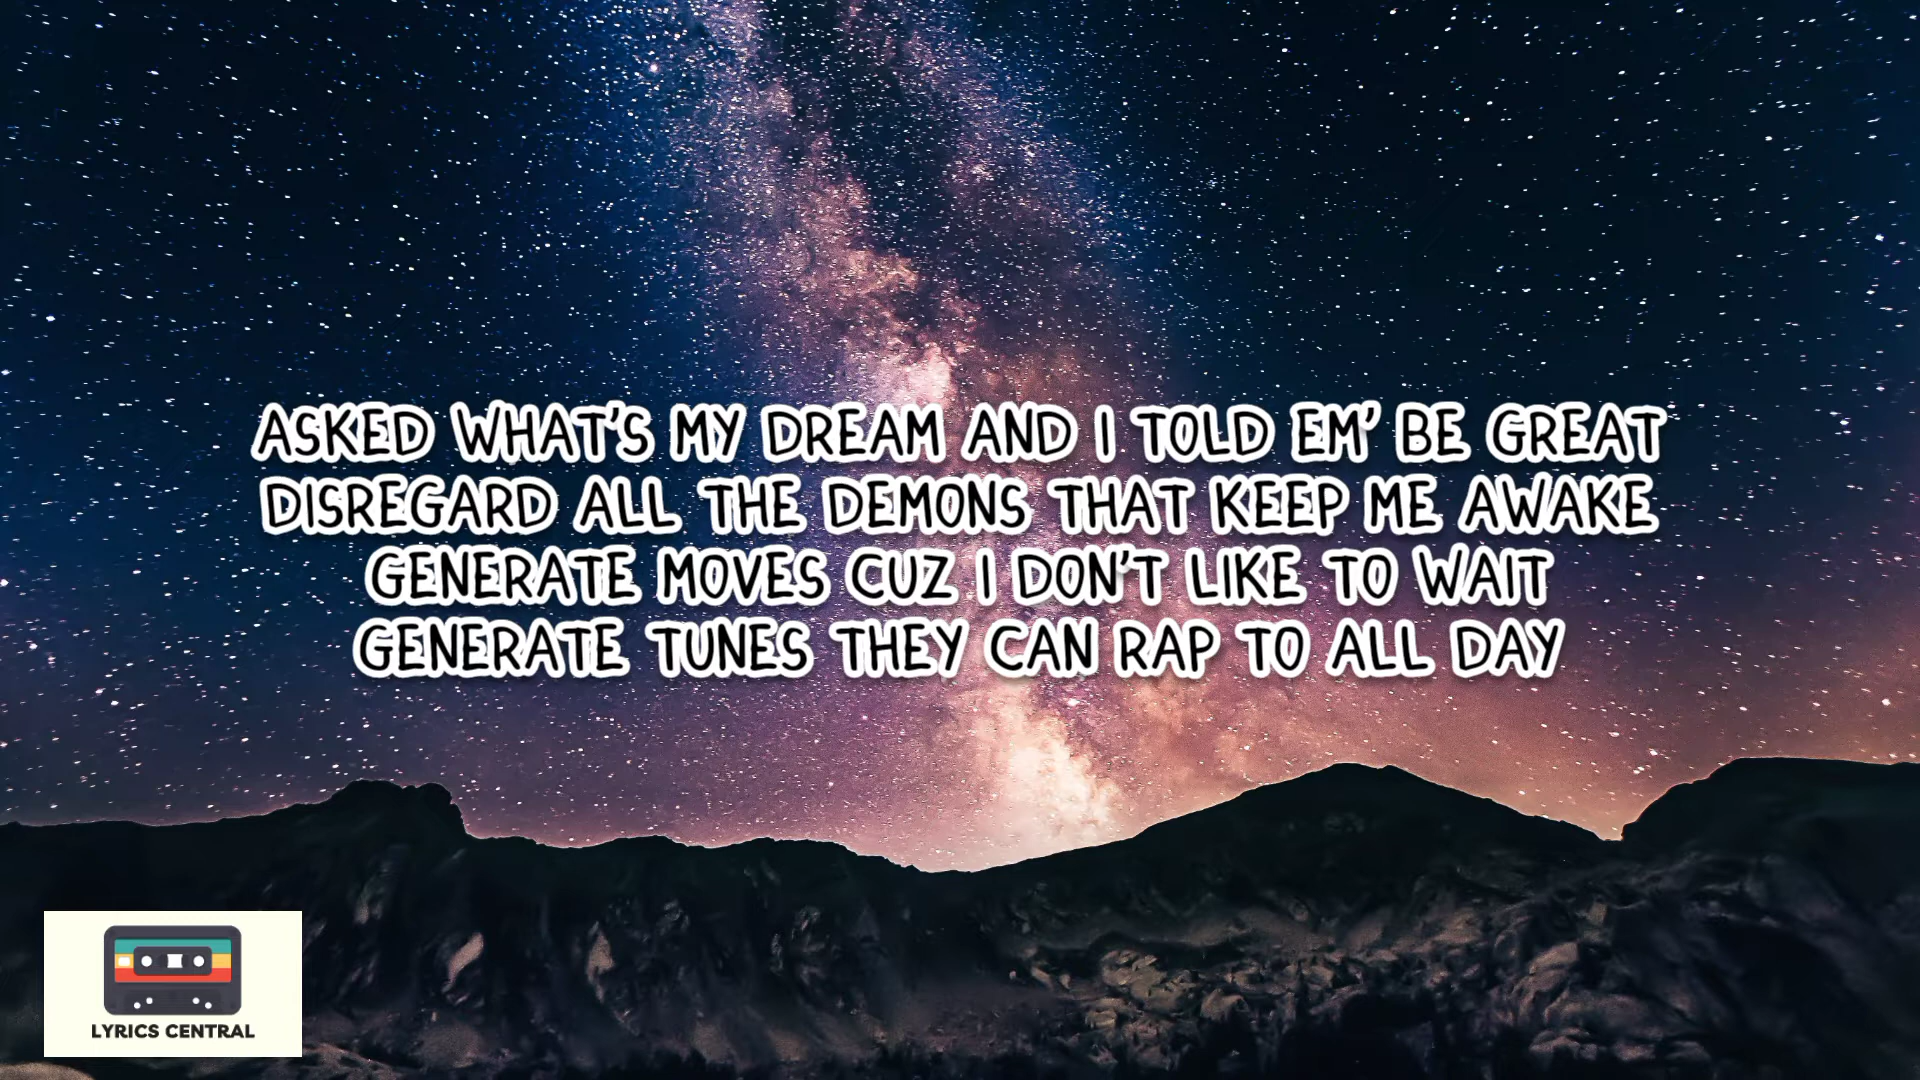 ASKED WHAT'S MY DREAM AND I TOLD EM' BE GREAT
DISREGARD ALL THE DEMONS THAT KEEP ME AWAKE
GENERATE MOVES CUZ I DON'T LIKE TO WAIT
GENERATE TUNES THEY CAN RAP TO ALL DAY
LYRICS CENTRAL